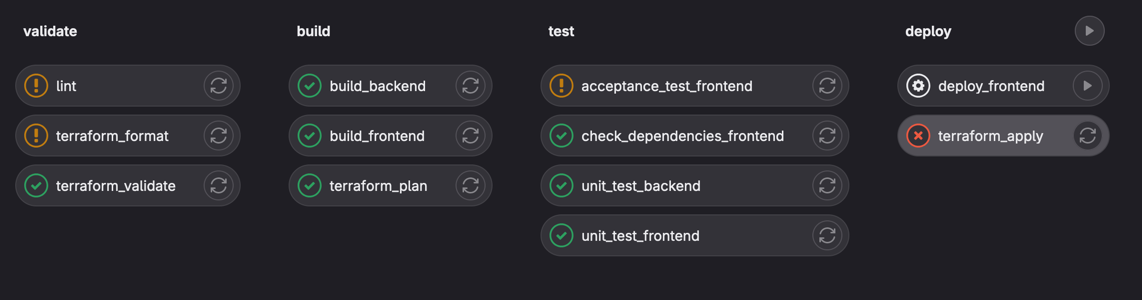 validate
lint
terraform_format
terraform_validate
build
build_backend
build_frontend
terraform_plan
test
acceptance_test_frontend
check_dependencies_frontend
unit_test_backend
unit_test_frontend
deploy
deploy_frontend
terraform_apply